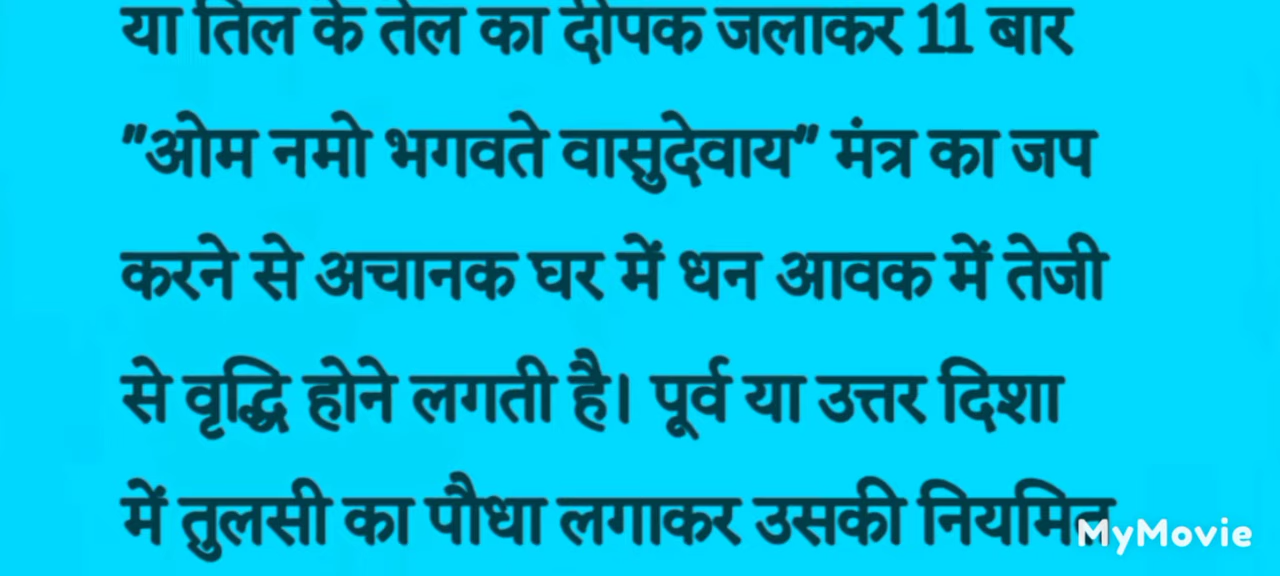 या तिल के तेल का दीपक जलाकर 11 बार
"ओम नमो भगवते वासुदेवाय" मंत्र का जप
करने से अचानक घर में धन आवक में तेजी
से वृद्धि होने लगती है। पूर्व या उत्तर दिशा
में तुलसी का पौधा लगाकर उसकी नियमित
MyMovie